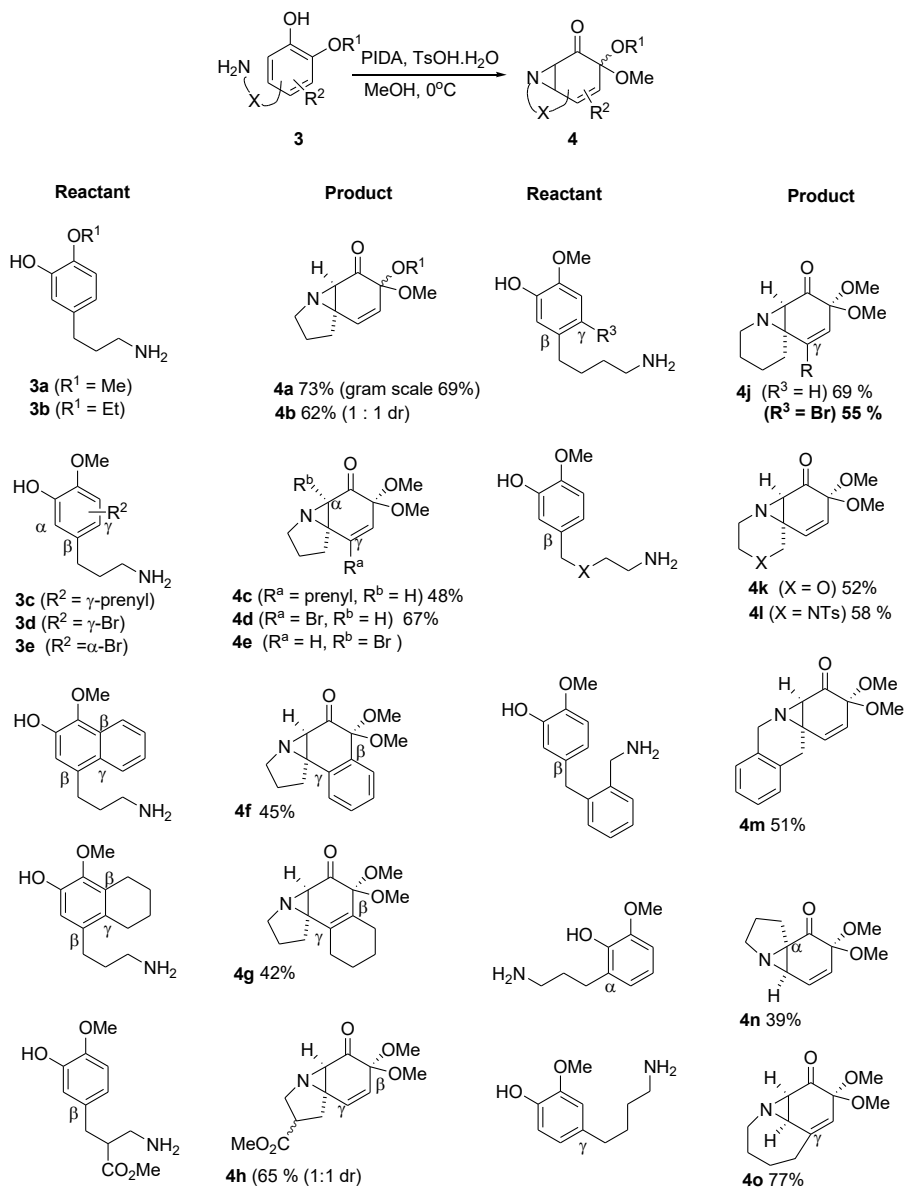 OH
OR¹
H₂N
X
R²
3
PIDA, TsOH.H₂O
MeOH, 0°C
O
OR¹
OMe
N
X
R²
4
Reactant
Product
Reactant
Product
OR¹
HO
NH₂
3a (R¹ = Me)
3b (R¹ = Et)
O
H
OR¹
OMe
N
4a 73% (gram scale 69%)
4b 62% (1 : 1 dr)
OMe
HO
γ
R³
β
NH₂
O
H
OMe
OMe
N
γ
R
4j (R³ = H) 69 %
(R³ = Br) 55 %
OMe
HO
R²
α
γ
β
NH₂
3c (R² = γ-prenyl)
3d (R² = γ-Br)
3e (R² =α-Br)
O
Rᵇ
OMe
α
OMe
N
γ
Rᵃ
4c (Rᵃ = prenyl, Rᵇ = H) 48%
4d (Rᵃ = Br, Rᵇ = H) 67%
4e (Rᵃ = H, Rᵇ = Br )
OMe
HO
β
NH₂
X
O
H
OMe
OMe
N
X
4k (X = O) 52%
4l (X = NTs) 58 %
OMe
HO
β
β
γ
NH₂
O
H
OMe
OMe
N
β
γ
4f 45%
OMe
HO
NH₂
β
O
H
OMe
OMe
N
4m 51%
OMe
HO
β
γ
β
NH₂
O
H
OMe
OMe
N
β
γ
4g 42%
OMe
HO
H₂N
α
O
OMe
α
OMe
N
H
4n 39%
OMe
HO
β
NH₂
CO₂Me
O
H
OMe
OMe
N
β
γ
MeO₂C
4h (65 % (1:1 dr)
NH₂
OMe
HO
γ
O
H
OMe
OMe
N
H
γ
4o 77%